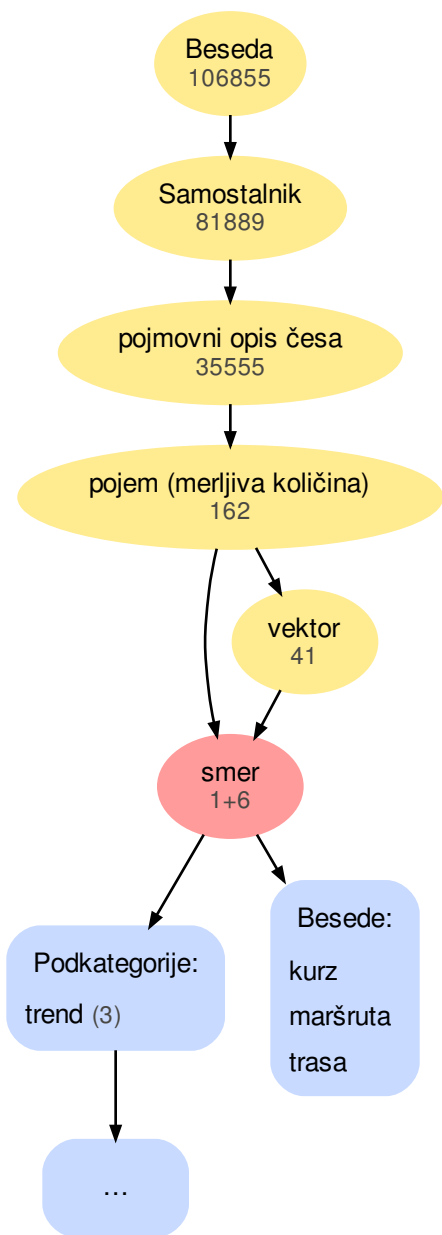 Beseda
106855
Samostalnik
81889
pojmovni opis česa
35555
pojem (merljiva količina)
162
vektor
41
smer
1+6
Podkategorije:
trend (3)
Besede:
kurz
maršruta
trasa
…